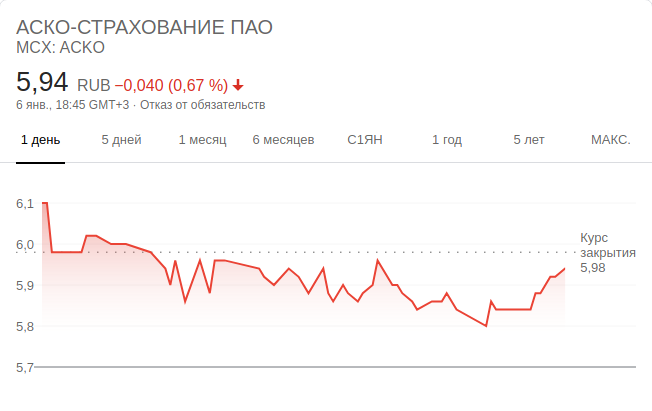 АСКО-СТРАХОВАНИЕ ПАО
MCX: ACKO
5,94 RUB −0,040 (0,67 %)
6 янв., 18:45 GMT+3 · Отказ от обязательств
1 день 5 дней 1 месяц 6 месяцев С1ЯН 1 год 5 лет МАКС.
6,1
6,0
5,9
5,8
5,7
Курс
закрытия
5,98